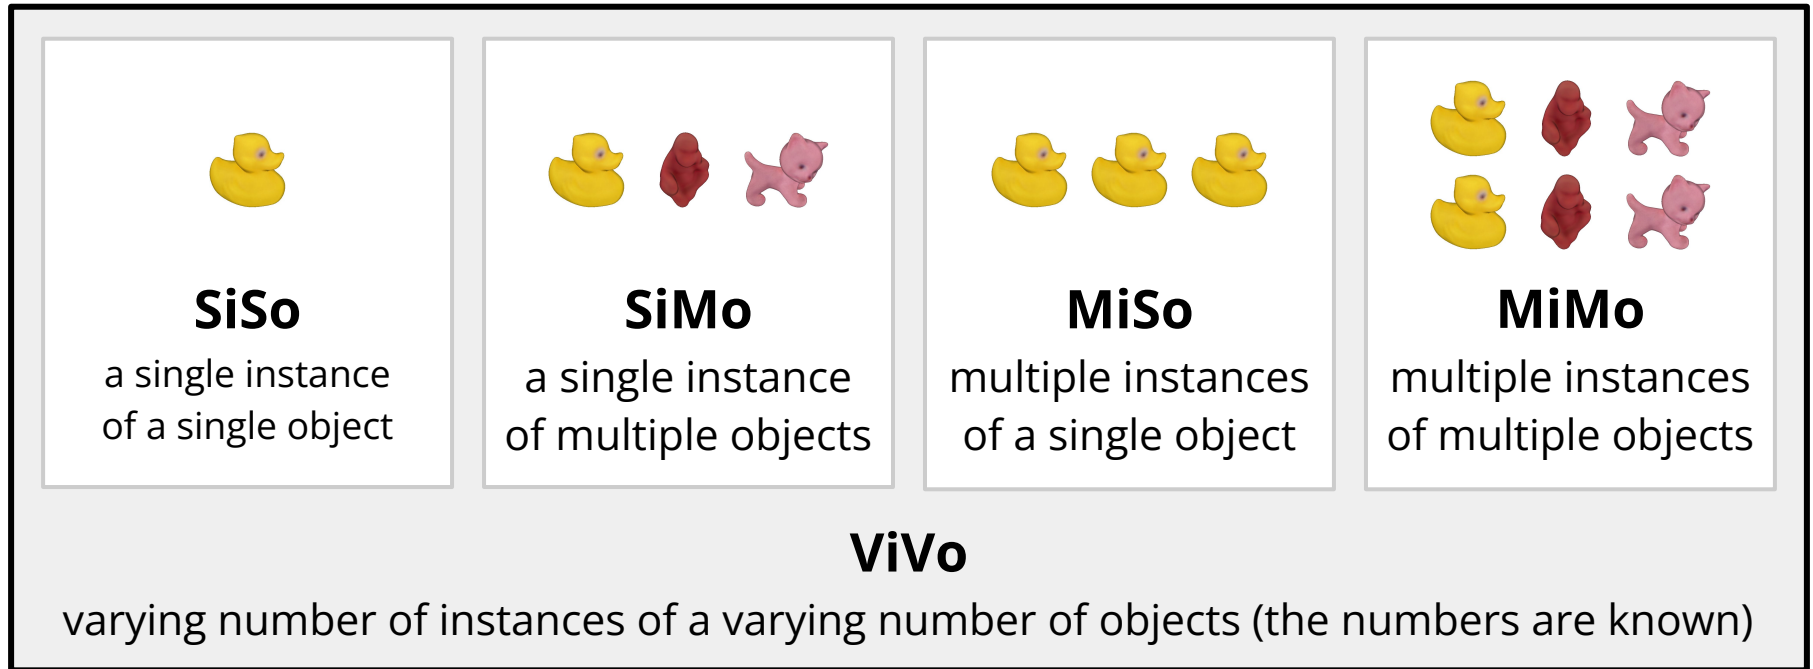 SiSo
a single instance
of a single object
SiMo
a single instance
of multiple objects
MiSo
multiple instances
of a single object
MiMo
multiple instances
of multiple objects
ViVo
varying number of instances of a varying number of objects (the numbers are known)